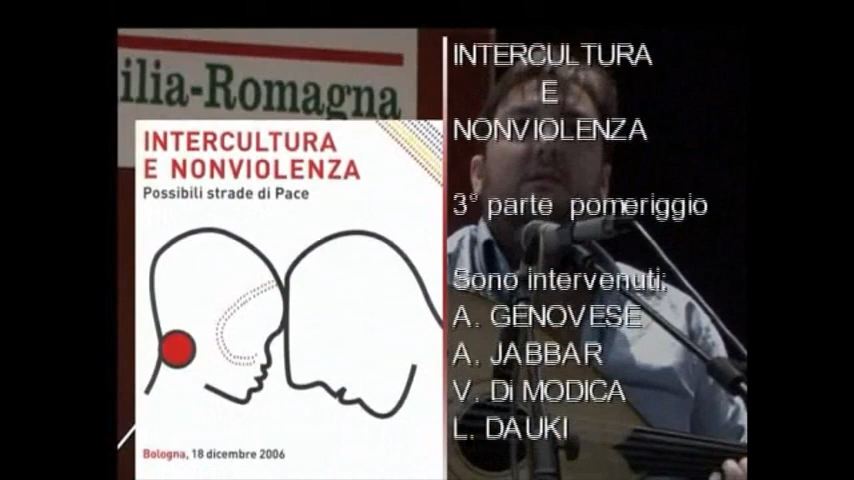 ilia-Romagna
INTERCULTURA
E NONVIOLENZA
Possibili strade di Pace
Bologna, 18 dicembre 2006
INTERCULTURA
E
NONVIOLENZA
3° parte pomeriggio
Sono intervenuti:
A. GENOVESE
A. JABBAR
V. Di MODICA
L. DAUKI